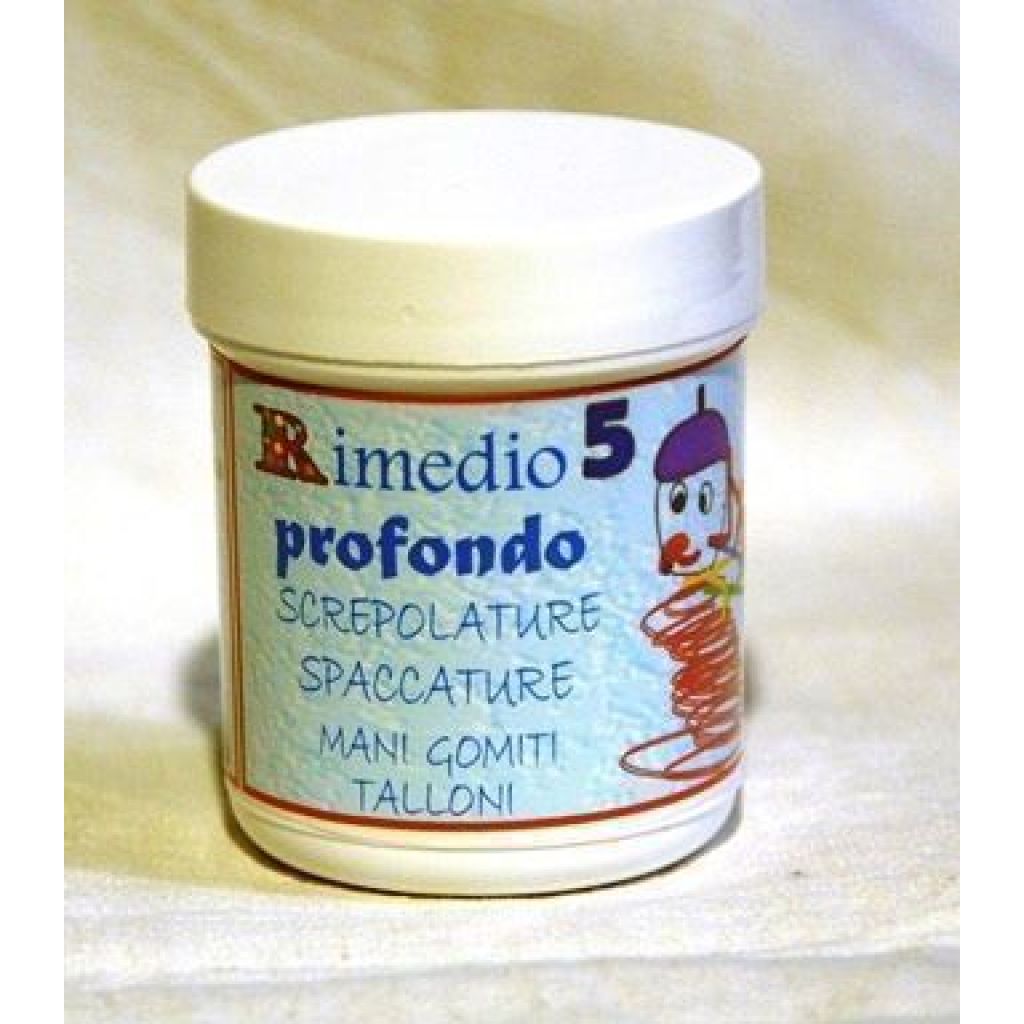 Rimedio 5
profondo
SCREPOLATURE
SPACCATURE
MANI GOMITI
TALLONI